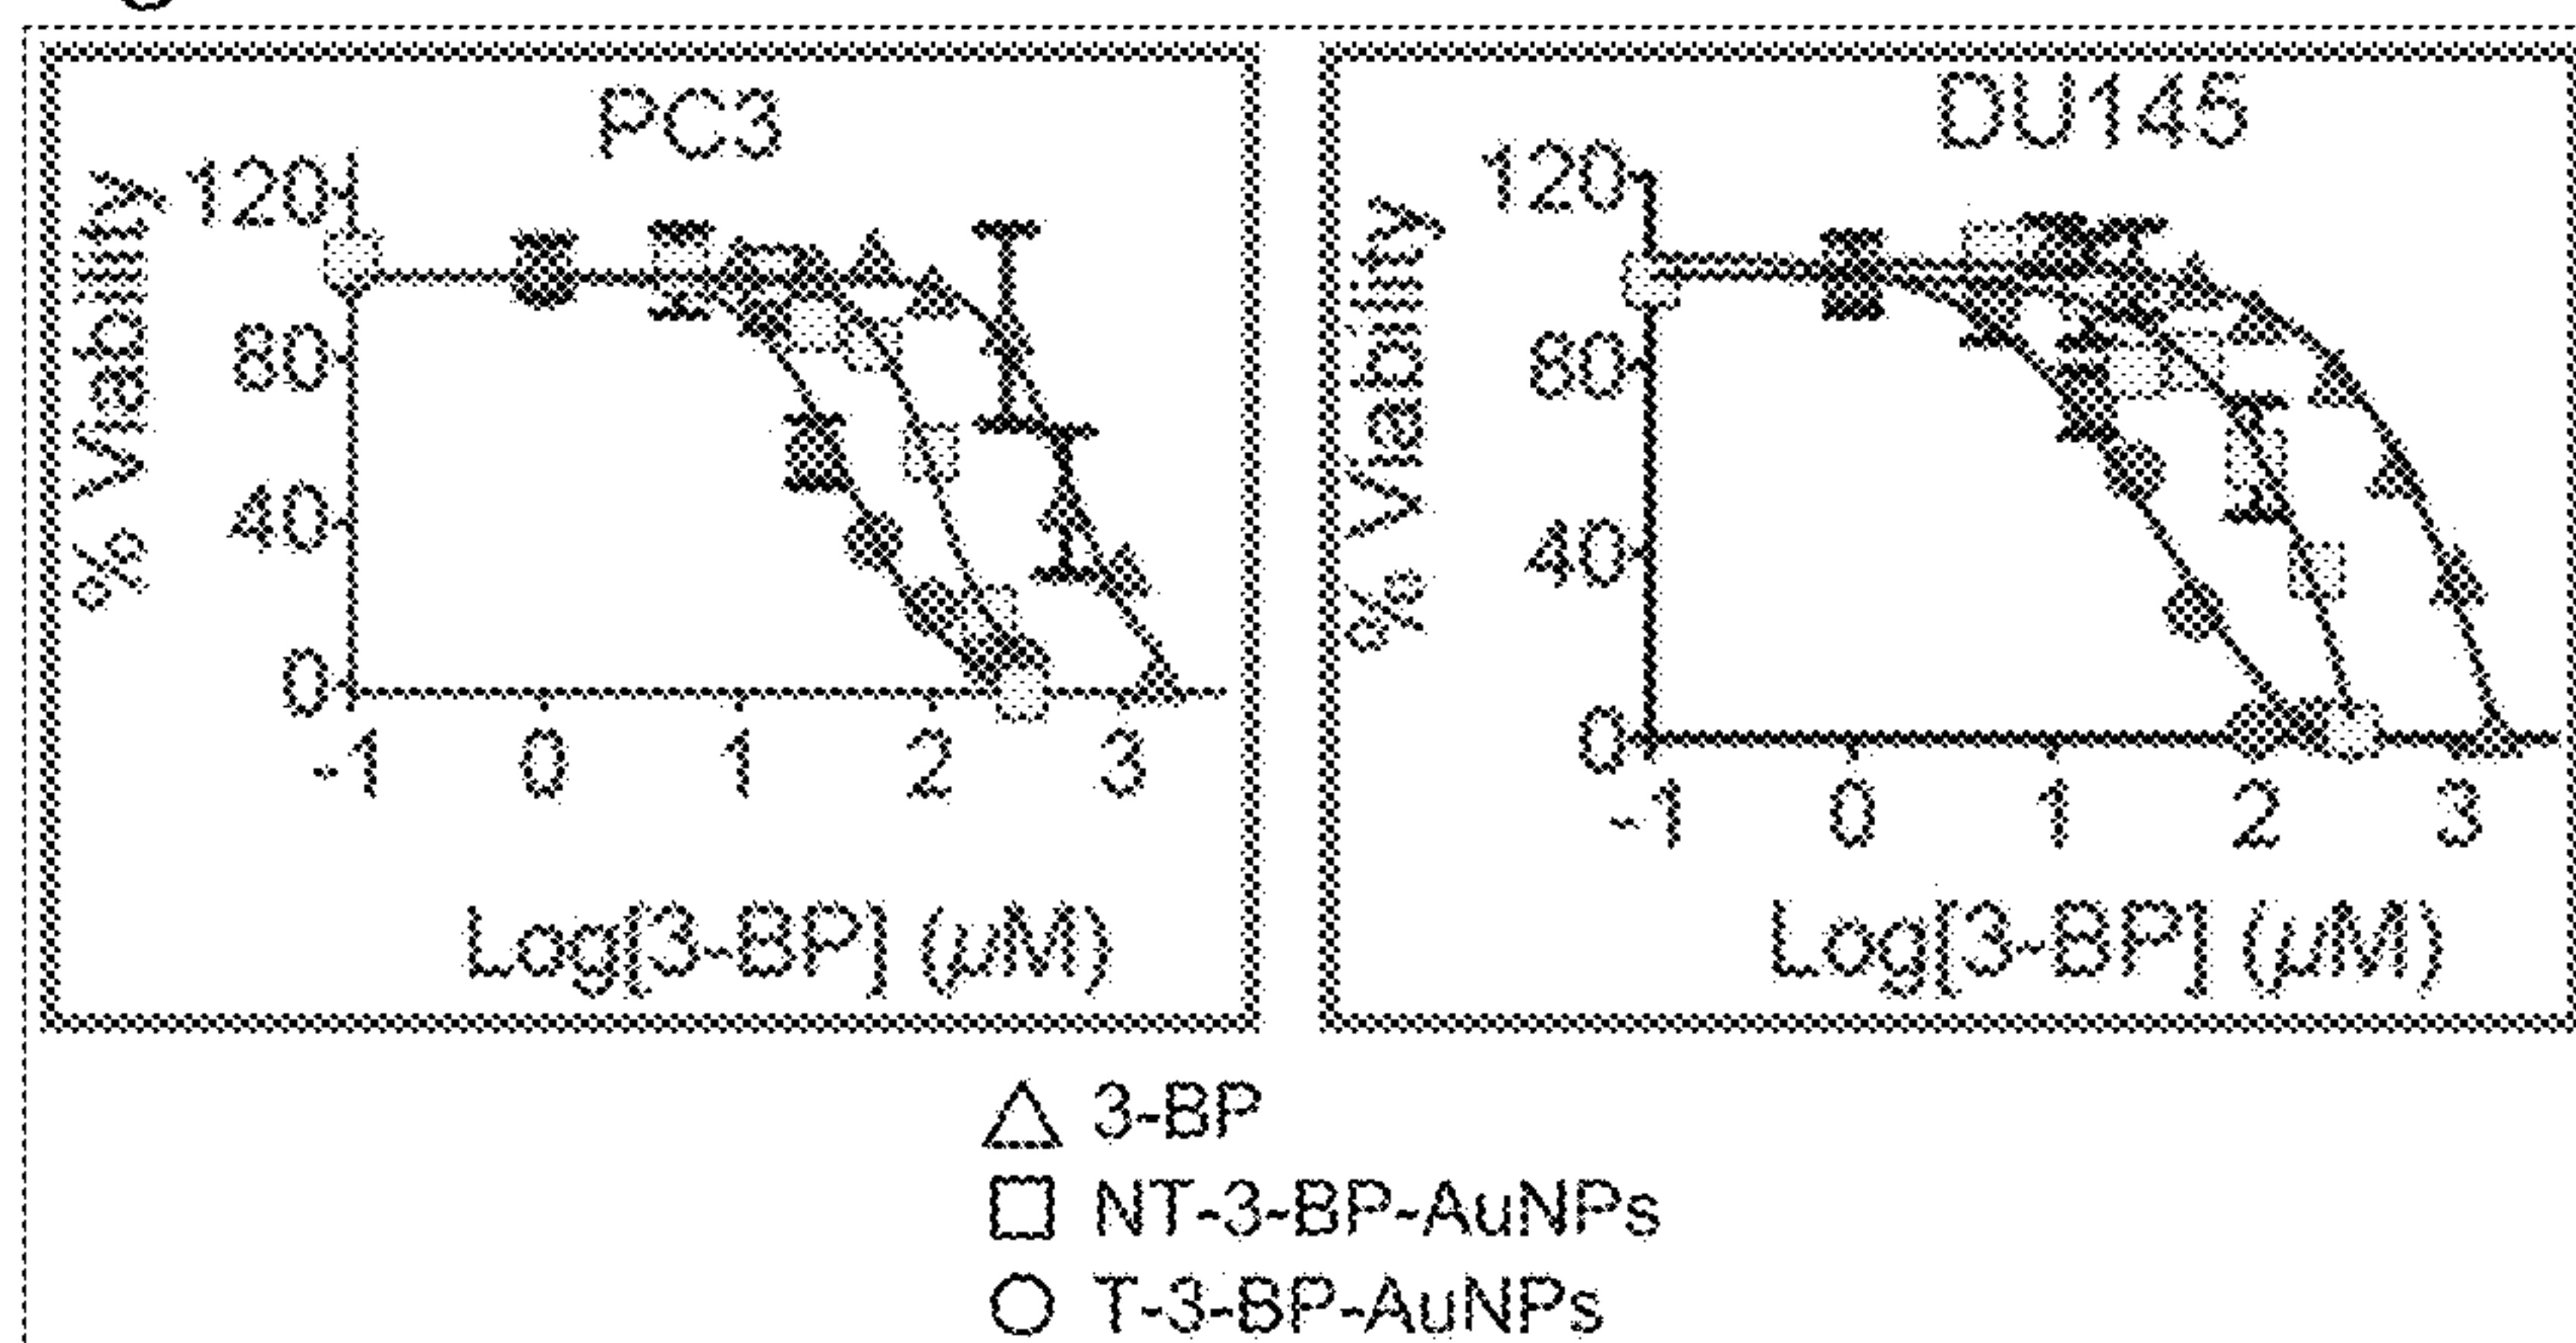 PC3
% Viability
120
80
40
0
-1 0 1 2 3
Log[3-BP] (μM)
DU145
% Viability
120
80
40
0
-1 0 1 2 3
Log[3-BP] (μM)
3-BP
NT-3-BP-AuNPs
T-3-BP-AuNPs